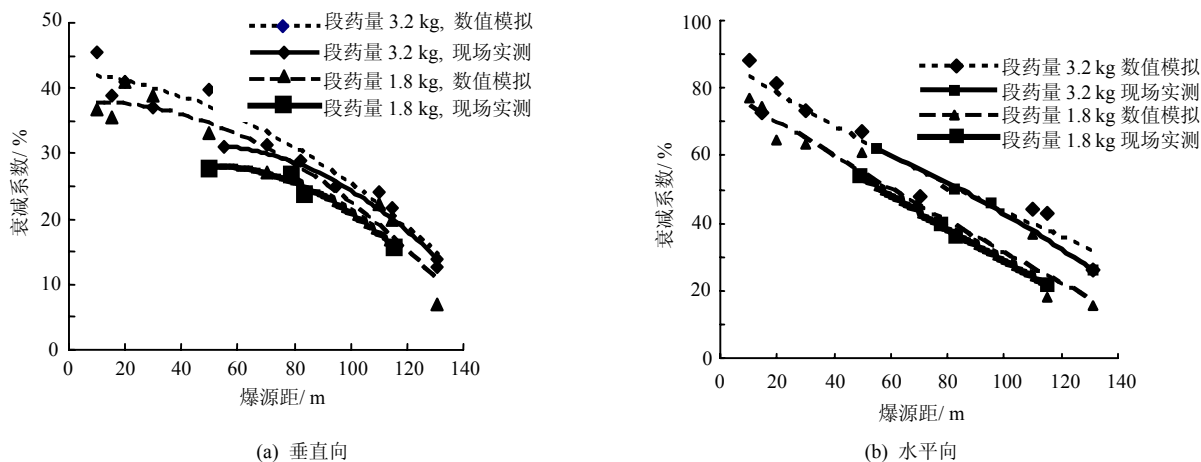 50
40
30
20
10
0
0 20 40 60 80 100 120 140
衰减系数/ %
爆源距/ m
段药量 3.2 kg, 数值模拟
段药量 3.2 kg, 现场实测
段药量 1.8 kg, 数值模拟
段药量 1.8 kg, 现场实测
(a) 垂直向
100
80
60
40
20
0
0 20 40 60 80 100 120 140
衰减系数/ %
爆源距/ m
段药量 3.2 kg 数值模拟
段药量 3.2 kg 现场实测
段药量 1.8 kg 数值模拟
段药量 1.8 kg 现场实测
(b) 水平向